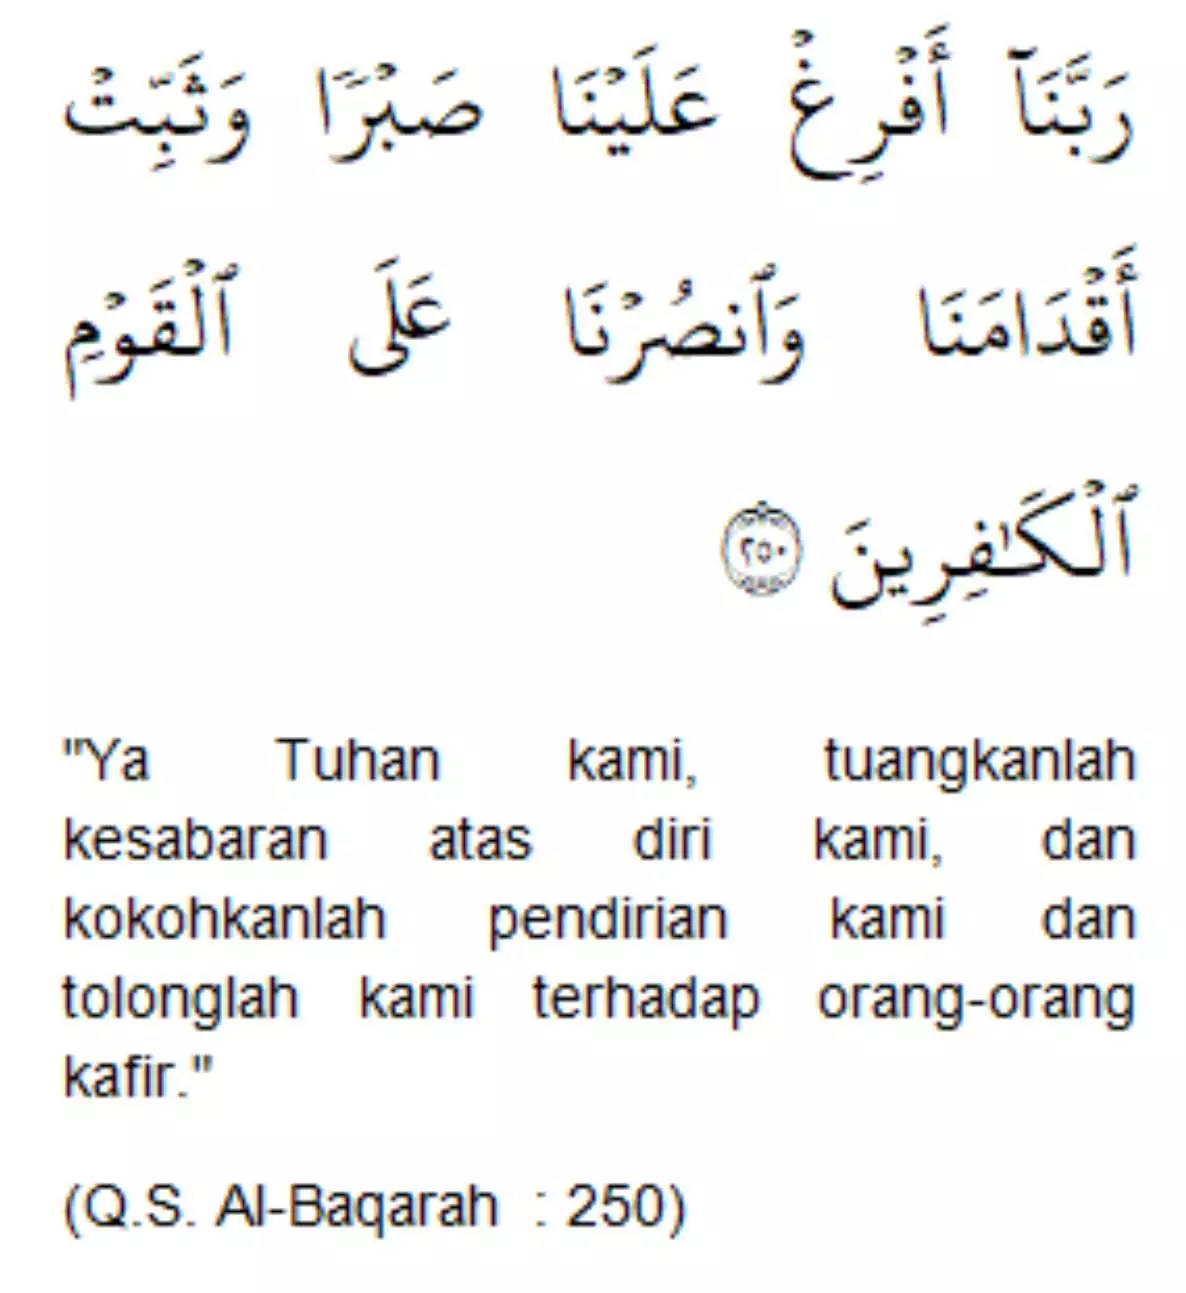 رَبَّنَآ أَفۡرِغۡ عَلَيۡنَا صَبۡرٗا وَثَبِّتۡ
أَقۡدَامَنَا وَٱنصُرۡنَا عَلَى ٱلۡقَوۡمِ
ٱلۡكَٰفِرِينَ ٢٥٠
"Ya Tuhan kami, tuangkanlah
kesabaran atas diri kami, dan
kokohkanlah pendirian kami dan
tolonglah kami terhadap orang-orang
kafir."
(Q.S. Al-Baqarah : 250)